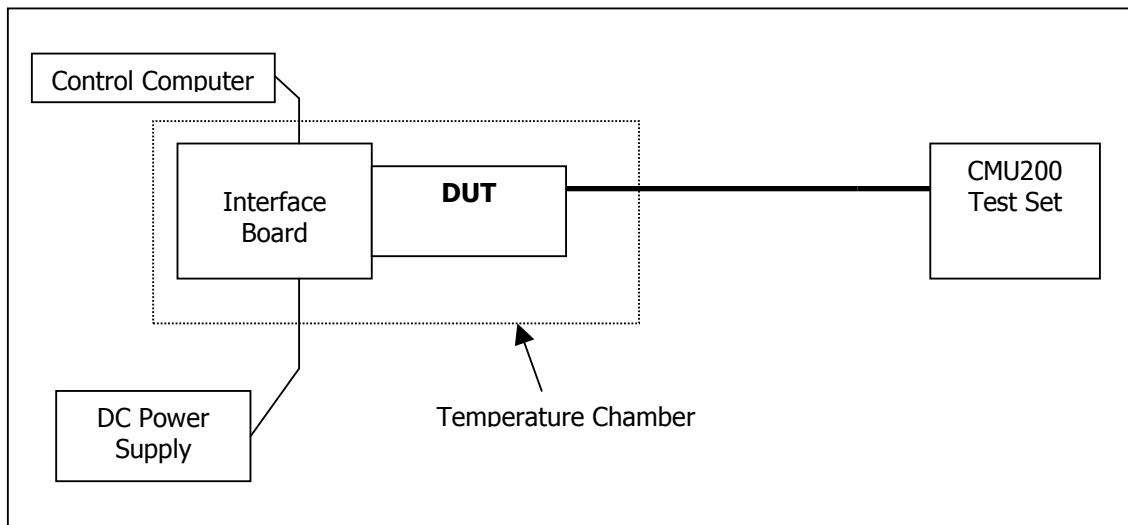 Control Computer
Interface
Board
DUT
CMU200
Test Set
DC Power
Supply
Temperature Chamber